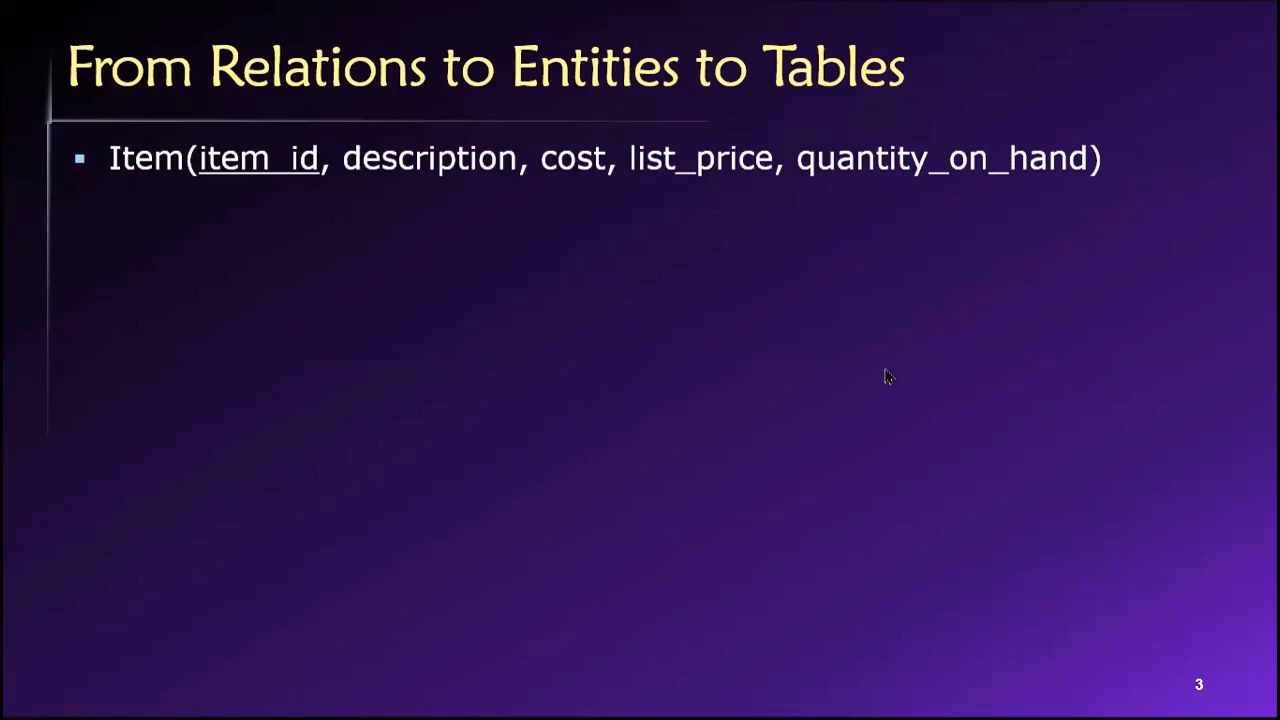 From Relations to Entities to Tables
▪ Item(item_id, description, cost, list_price, quantity_on_hand)
3